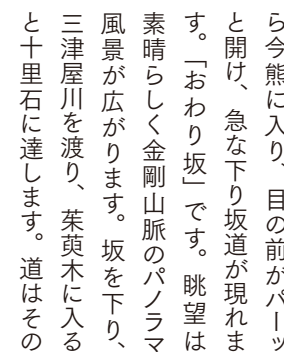 ら今熊に入り、目の前がパーッ
と開け、急な下り坂道が現れま
す。「おわり坂」です。眺望は
素晴らしく金剛山脈のパノラマ
風景が広がります。坂を下り、
三津屋川を渡り、茱萸木に入る
と十里石に達します。道はその